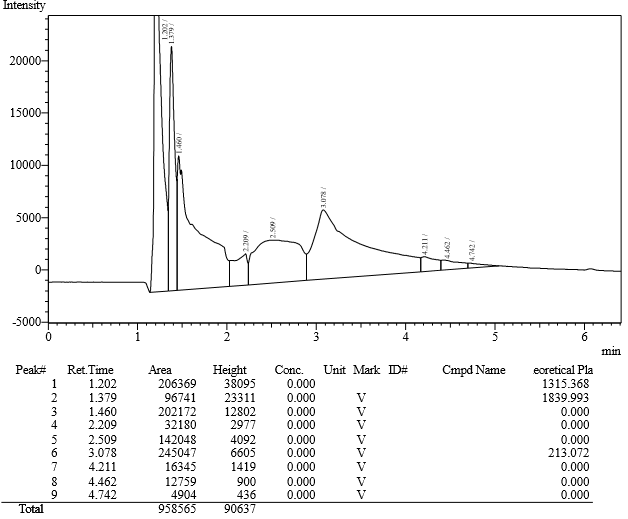 Intensity
1.202 /
1.379 /
20000
15000
1.460 /
10000
3.078 /
5000
2.209 /
2.509 /
4.211 /
4.462 /
4.742 /
0
-5000
0 1 2 3 4 5 6
min
Peak# Ret.Time Area Height Conc. Unit Mark ID# Cmpd Name eoretical Pla
1 1.202 206369 38095 0.000 1315.368
2 1.379 96741 23311 0.000 V 1839.993
3 1.460 202172 12802 0.000 V 0.000
4 2.209 32180 2977 0.000 V 0.000
5 2.509 142048 4092 0.000 V 0.000
6 3.078 245047 6605 0.000 V 213.072
7 4.211 16345 1419 0.000 V 0.000
8 4.462 12759 900 0.000 V 0.000
9 4.742 4904 436 0.000 V 0.000
Total 958565 90637